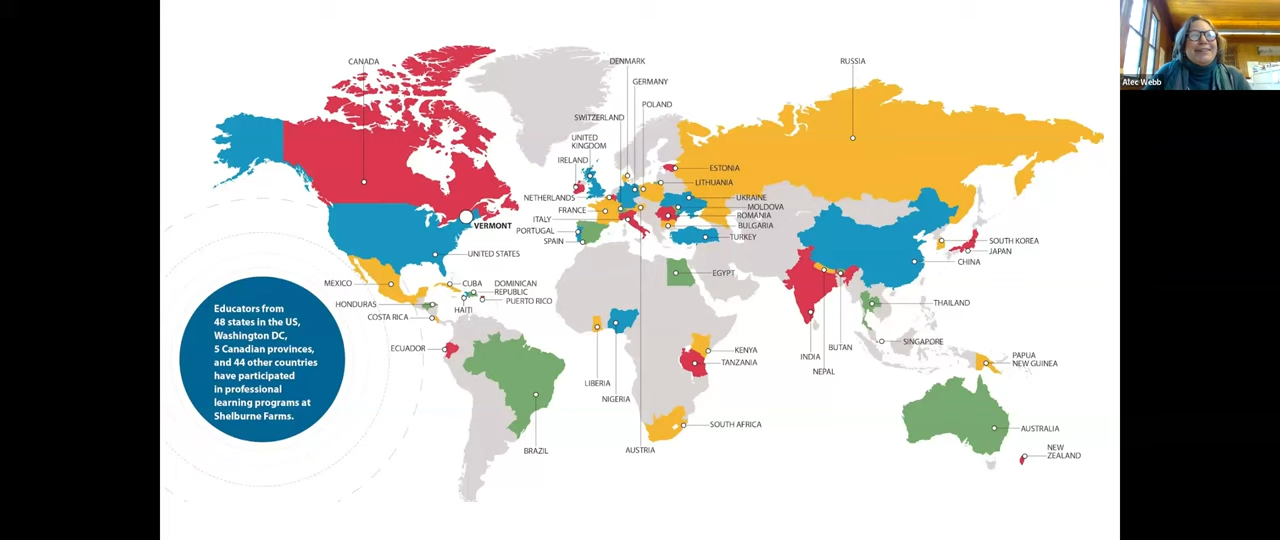 Alec Webb
CANADA
DENMARK
RUSSIA
GERMANY
POLAND
SWITZERLAND
UNITED
KINGDOM
IRELAND
ESTONIA
LITHUANIA
NETHERLANDS
UKRAINE
MOLDOVA
FRANCE
ROMANIA
ITALY
BULGARIA
VERMONT
PORTUGAL
TURKEY
SPAIN
SOUTH KOREA
JAPAN
UNITED STATES
CHINA
EGYPT
MEXICO
CUBA
DOMINICAN
REPUBLIC
PUERTO RICO
HONDURAS
HAITI
COSTA RICA
THAILAND
ECUADOR
SINGAPORE
KENYA
TANZANIA
INDIA
BUTAN
NEPAL
PAPUA
NEW GUINEA
LIBERIA
NIGERIA
SOUTH AFRICA
AUSTRALIA
BRAZIL
AUSTRIA
NEW
ZEALAND
Educators from
48 states in the US,
Washington DC,
5 Canadian provinces,
and 44 other countries
have participated
in professional
learning programs at
Shelburne Farms.